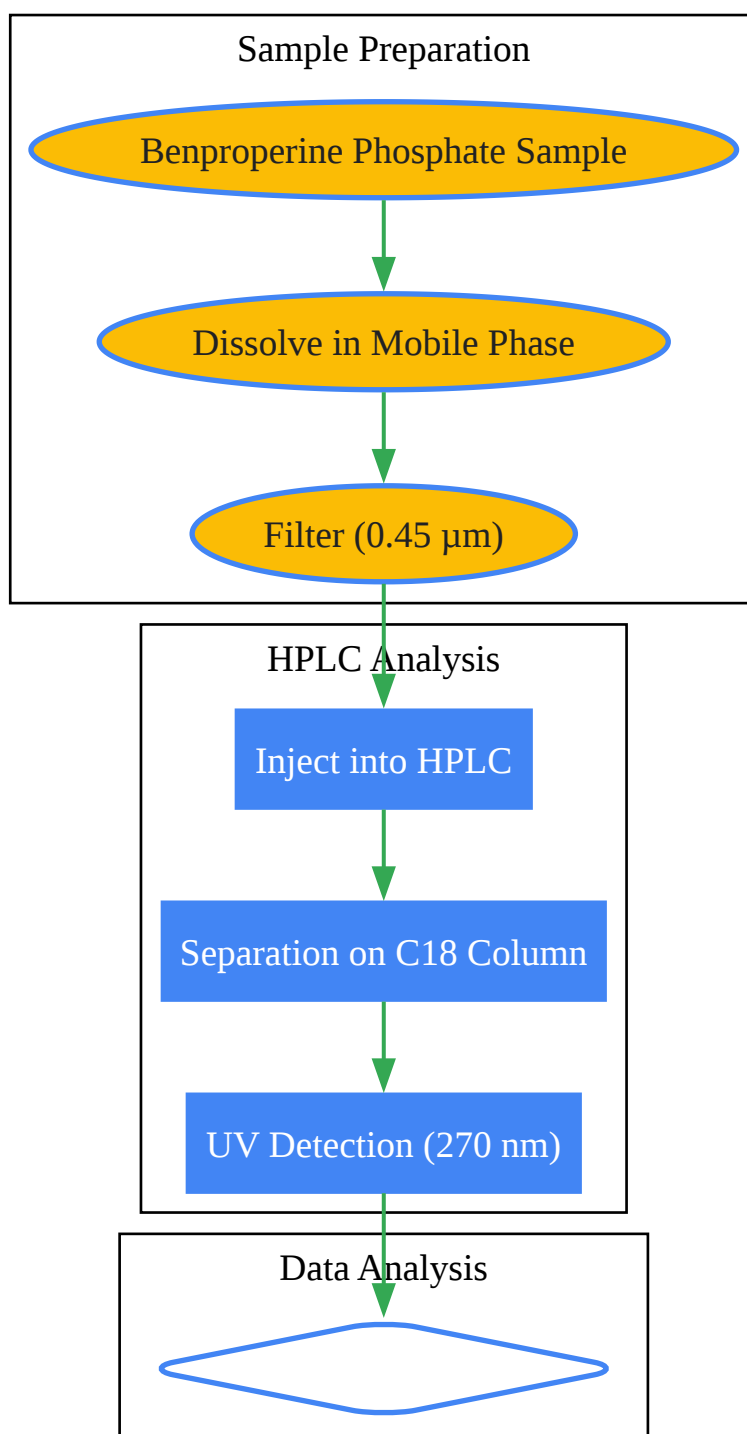 Sample Preparation
Benproperine Phosphate Sample
Dissolve in Mobile Phase
Filter (0.45 µm)
HPLC Analysis
Inject into HPLC
Separation on C18 Column
UV Detection (270 nm)
Data Analysis